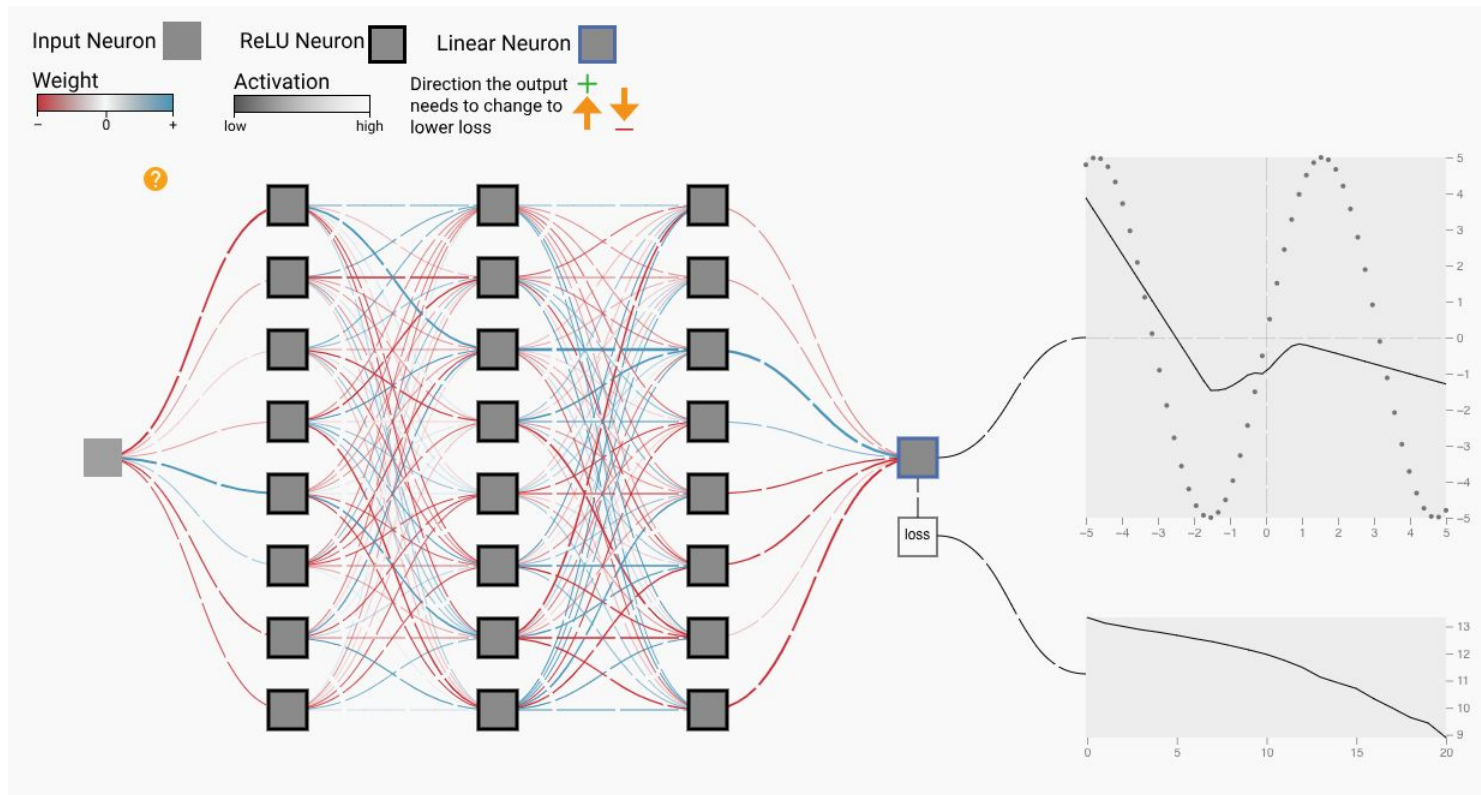 Input Neuron
ReLU Neuron
Linear Neuron
Weight
Activation
Direction the output +
needs to change to
lower loss −
− 0 +
low high
?
loss
5
4
3
2
1
0
−1
−2
−3
−4
−5
−5 −4 −3 −2 −1 0 1 2 3 4 5
13
12
11
10
9
0 5 10 15 20